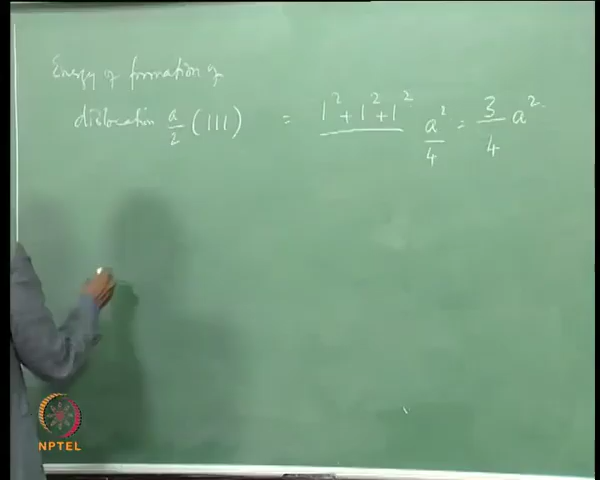 Energy of formation of
dislocation a/2 (111) = 1² + 1² + 1² a²/4 = 3/4 a²
NPTEL